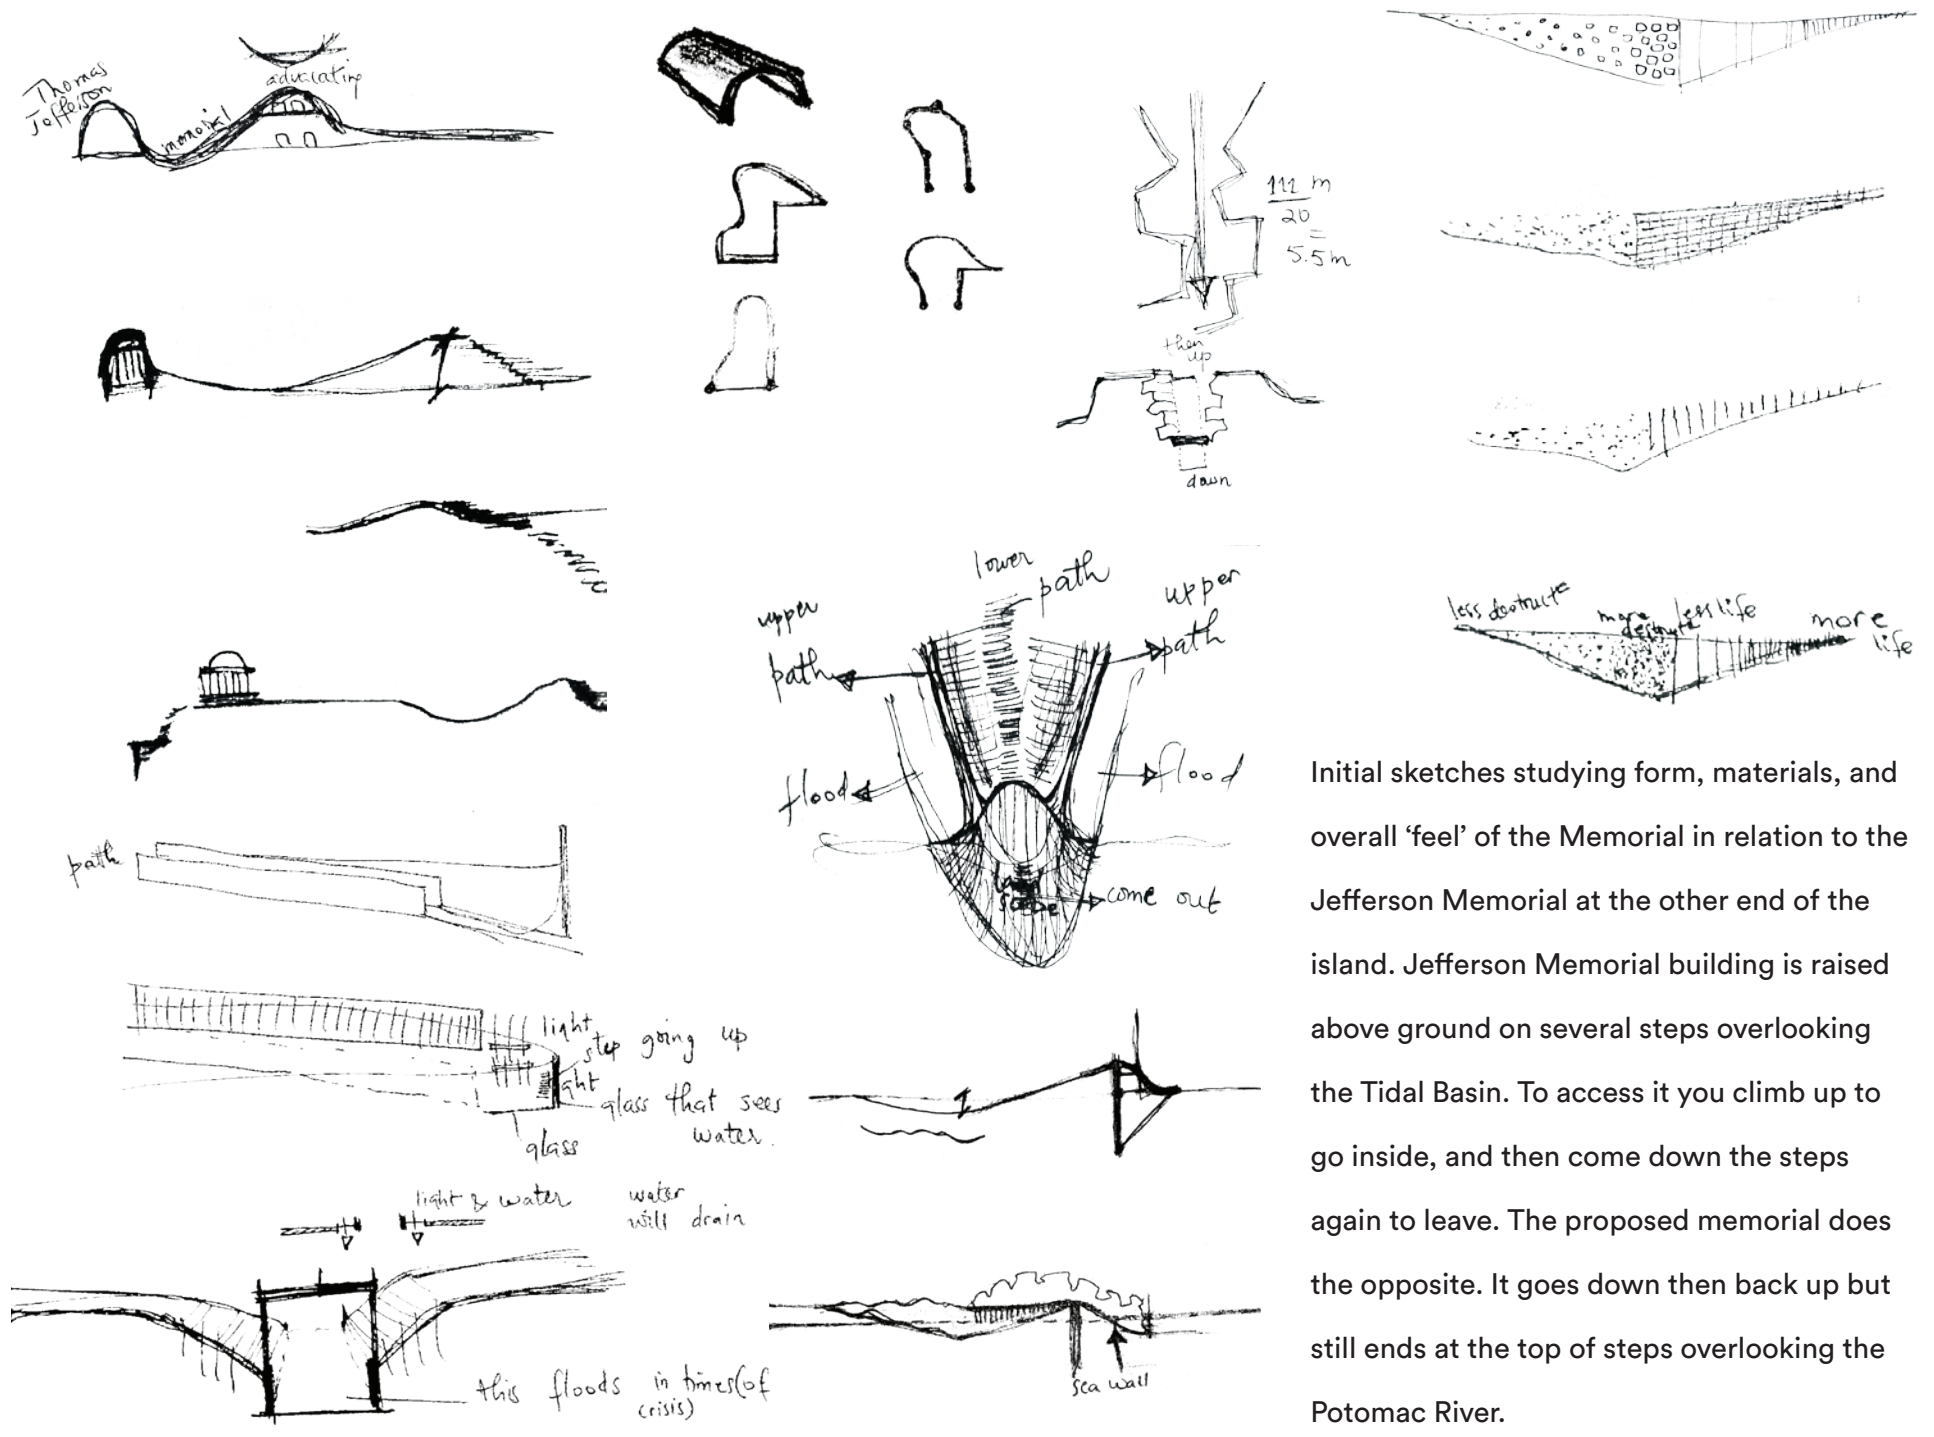 Thomas
Jefferson
memorial
advocating
111 m
20
=
5.5m
then
up
down
lower
path
upper
path
upper
path
flood
flood
come out
less destructe
more
less life
more
life
path
light
step going up
glass that sees
water.
glass
light & water
water
will drain
this floods in times (of
crisis)
sea wall
Initial sketches studying form, materials, and
overall ‘feel’ of the Memorial in relation to the
Jefferson Memorial at the other end of the
island. Jefferson Memorial building is raised
above ground on several steps overlooking
the Tidal Basin. To access it you climb up to
go inside, and then come down the steps
again to leave. The proposed memorial does
the opposite. It goes down then back up but
still ends at the top of steps overlooking the
Potomac River.